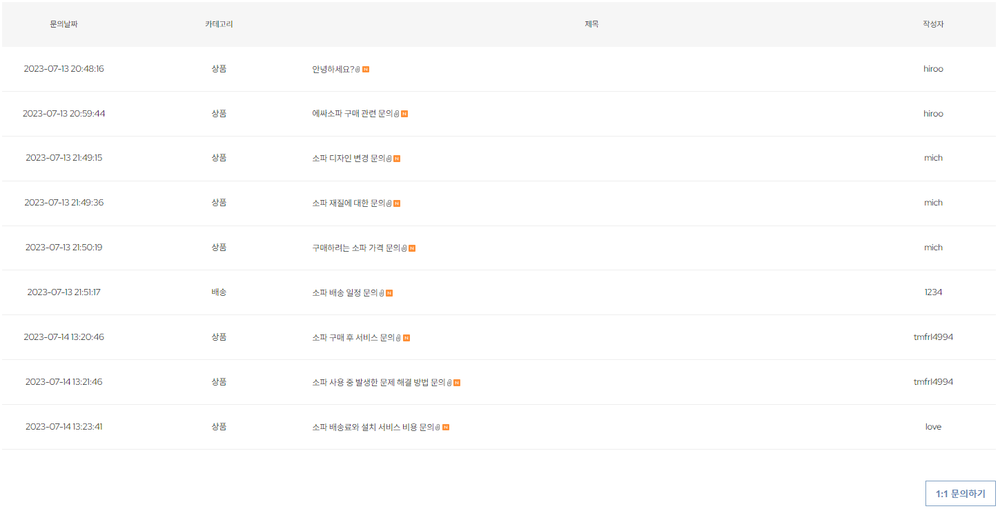 문의날짜 카테고리 제목 작성자
2023-07-13 20:48:16 상품 안녕하세요? N hiroo
2023-07-13 20:59:44 상품 에싸소파 구매 관련 문의 N hiroo
2023-07-13 21:49:15 상품 소파 디자인 변경 문의 N mich
2023-07-13 21:49:36 상품 소파 재질에 대한 문의 N mich
2023-07-13 21:50:19 상품 구매하려는 소파 가격 문의 N mich
2023-07-13 21:51:17 배송 소파 배송 일정 문의 N 1234
2023-07-14 13:20:46 상품 소파 구매 후 서비스 문의 N tmfrl4994
2023-07-14 13:21:46 상품 소파 사용 중 발생한 문제 해결 방법 문의 N tmfrl4994
2023-07-14 13:23:41 상품 소파 배송료와 설치 서비스 비용 문의 N love
1:1 문의하기